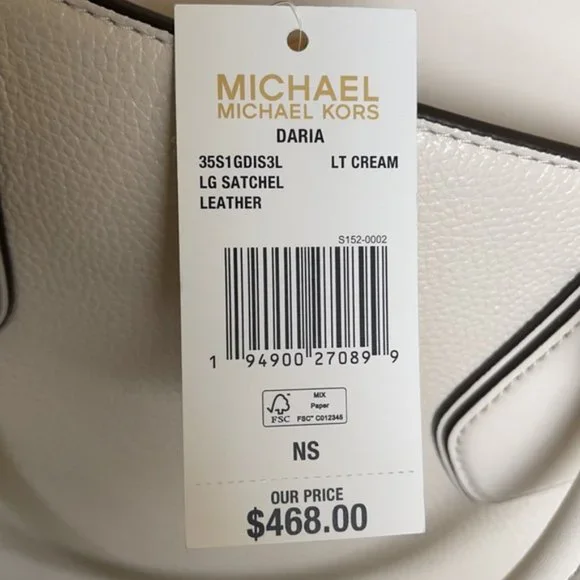 MICHAEL
MICHAEL KORS
DARIA
35S1GDIS3L LT CREAM
LG SATCHEL
LEATHER
S152-0002
1 94900 27089 9
MIX
Paper
FSC FSC™ C012345
NS
OUR PRICE
$468.00